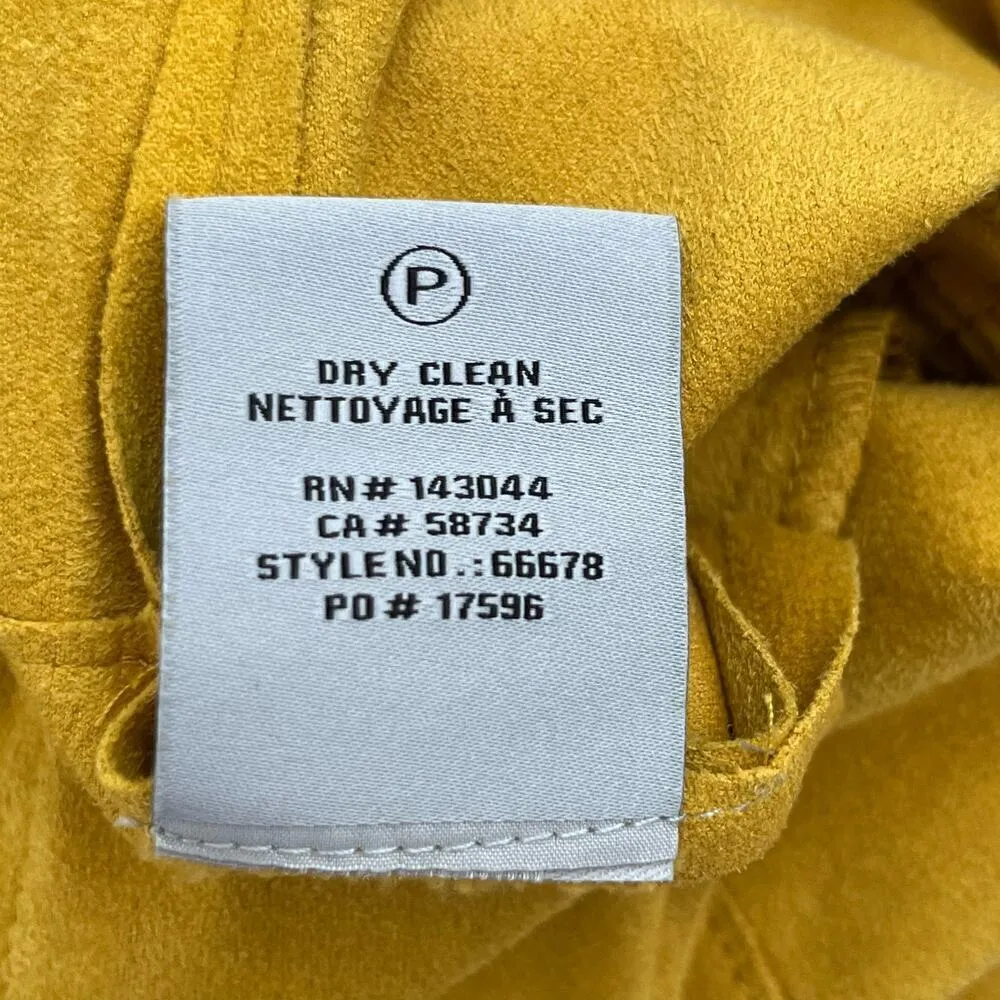 P
DRY CLEAN
NETTOYAGE À SEC
RN# 143044
CA# 58734
STYLE NO.:66678
PO # 17596